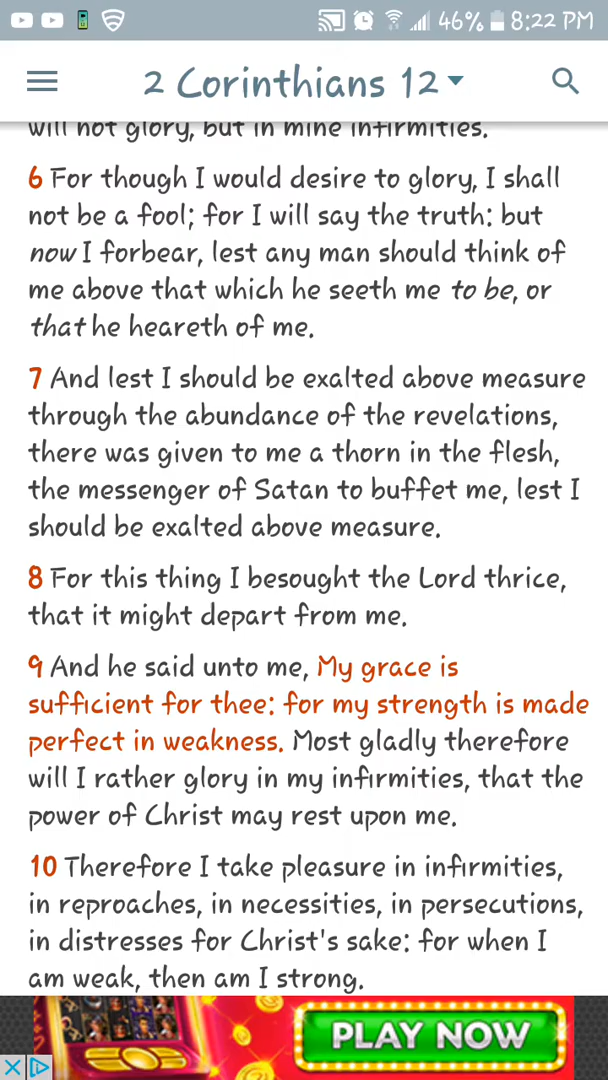 46% 8:22 PM
2 Corinthians 12
will not glory, but in mine infirmities.
6 For though I would desire to glory, I shall
not be a fool; for I will say the truth: but
now I forbear, lest any man should think of
me above that which he seeth me to be, or
that he heareth of me.
7 And lest I should be exalted above measure
through the abundance of the revelations,
there was given to me a thorn in the flesh,
the messenger of Satan to buffet me, lest I
should be exalted above measure.
8 For this thing I besought the Lord thrice,
that it might depart from me.
9 And he said unto me, My grace is
sufficient for thee: for my strength is made
perfect in weakness. Most gladly therefore
will I rather glory in my infirmities, that the
power of Christ may rest upon me.
10 Therefore I take pleasure in infirmities,
in reproaches, in necessities, in persecutions,
in distresses for Christ's sake: for when I
am weak, then am I strong.
PLAY NOW